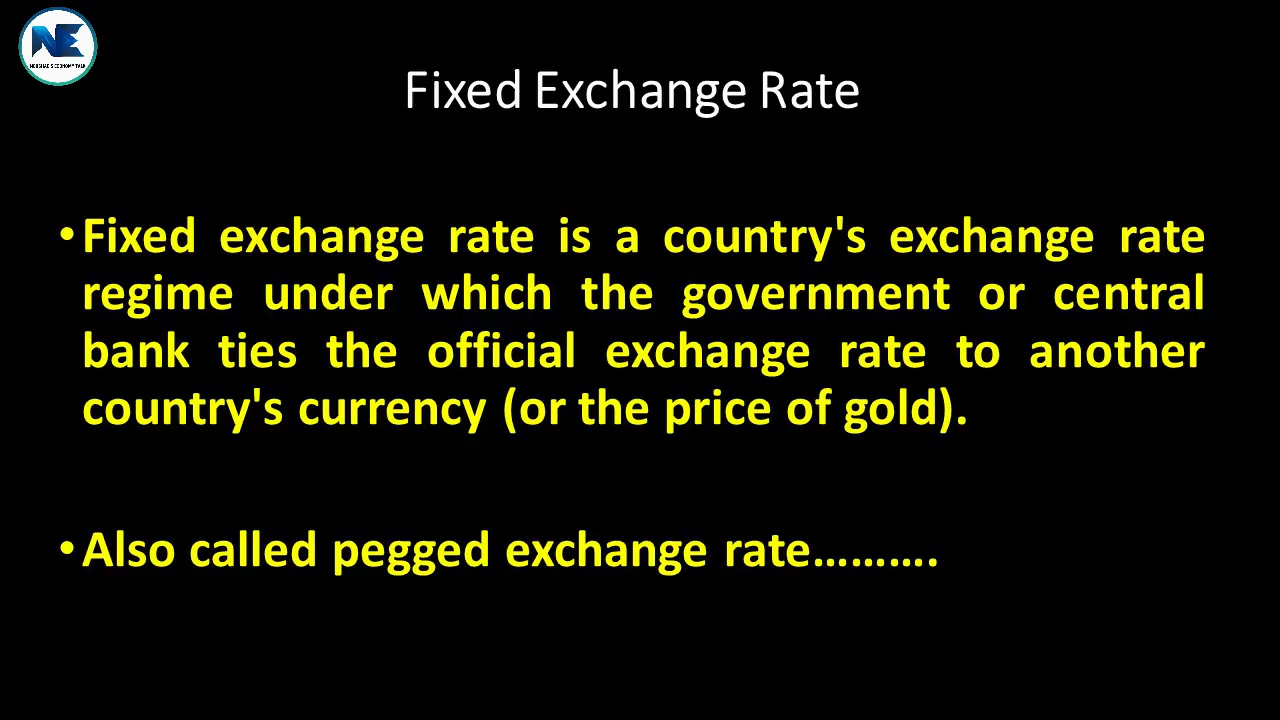 NE
Fixed Exchange Rate
•Fixed exchange rate is a country's exchange rate
regime under which the government or central
bank ties the official exchange rate to another
country's currency (or the price of gold).
•Also called pegged exchange rate……….